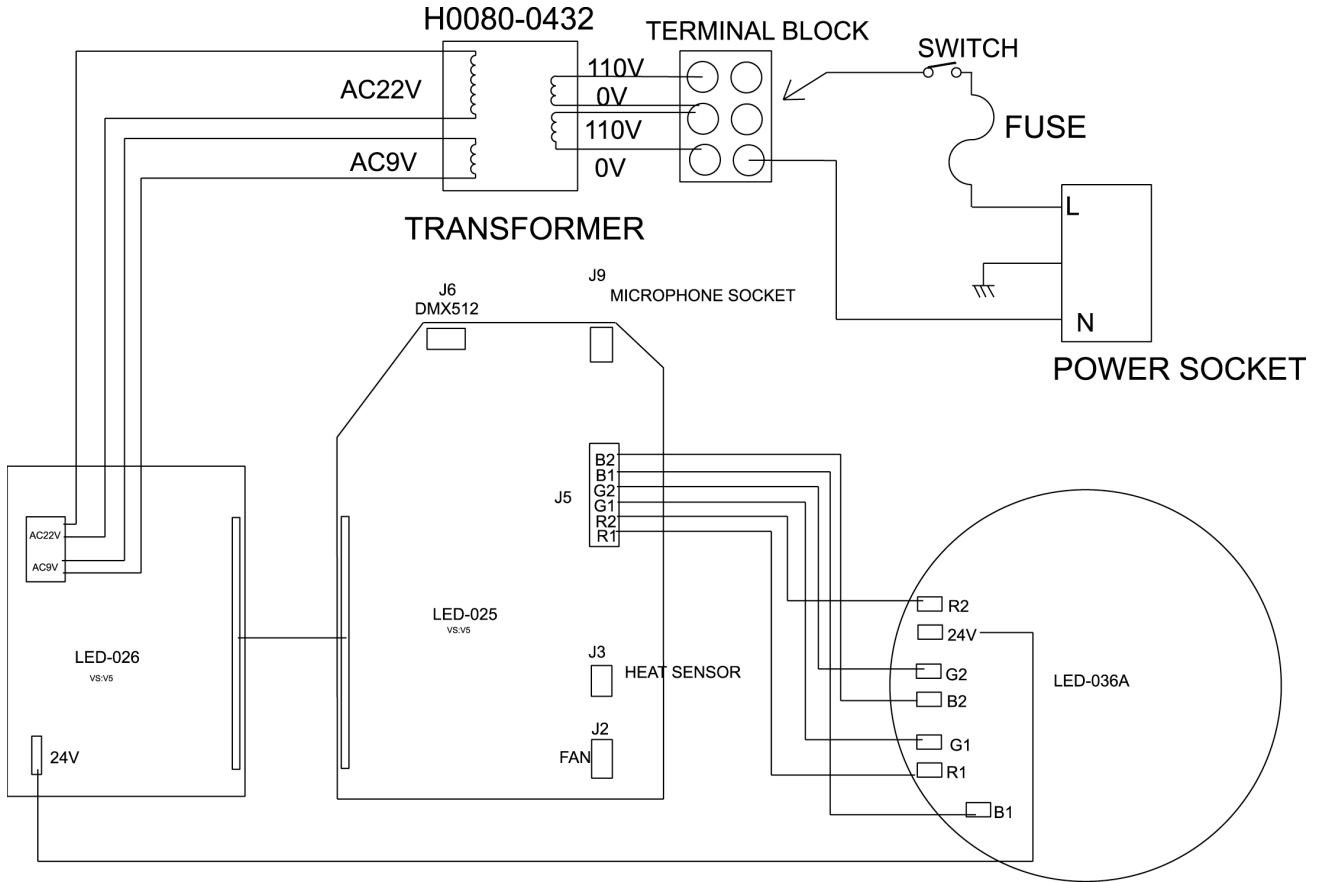 H0080-0432
TERMINAL BLOCK
SWITCH
110V
AC22V
0V
FUSE
110V
AC9V
0V
L
TRANSFORMER
J9
J6
MICROPHONE SOCKET
DMX512
N
POWER SOCKET
B2
B1
G2
J5
G1
R2
R1
AC22V
AC9V
R2
LED-025
VS:V5
24V
J3
LED-026
HEAT SENSOR
G2
VS:V5
LED-036A
B2
J2
G1
24V
FAN
R1
B1